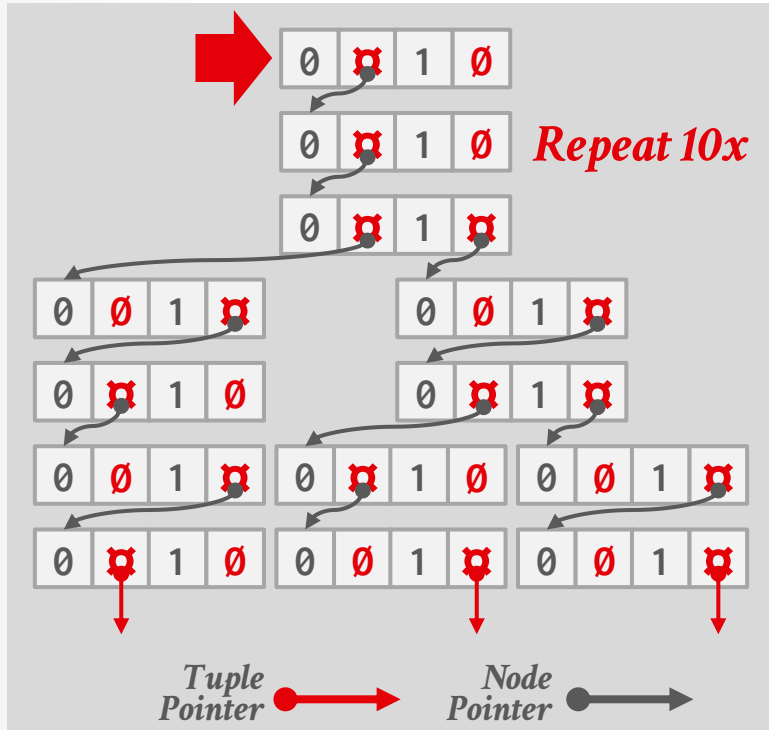 0 ¤ 1 Ø
0 ¤ 1 Ø
Repeat 10x
0 ¤ 1 ¤
0 Ø 1 ¤ 0 Ø 1 ¤
0 ¤ 1 Ø 0 ¤ 1 ¤
0 Ø 1 ¤ 0 ¤ 1 Ø 0 Ø 1 ¤
0 ¤ 1 Ø 0 Ø 1 ¤ 0 Ø 1 ¤
Tuple
Pointer
Node
Pointer